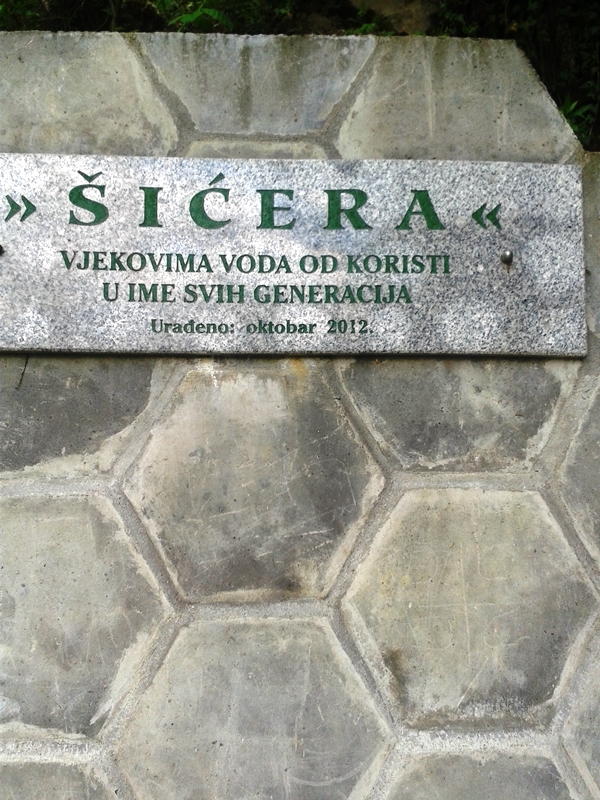 » ŠIĆERA «
VJEKOVIMA VODA OD KORISTI
U IME SVIH GENERACIJA
Urađeno: oktobar 2012.